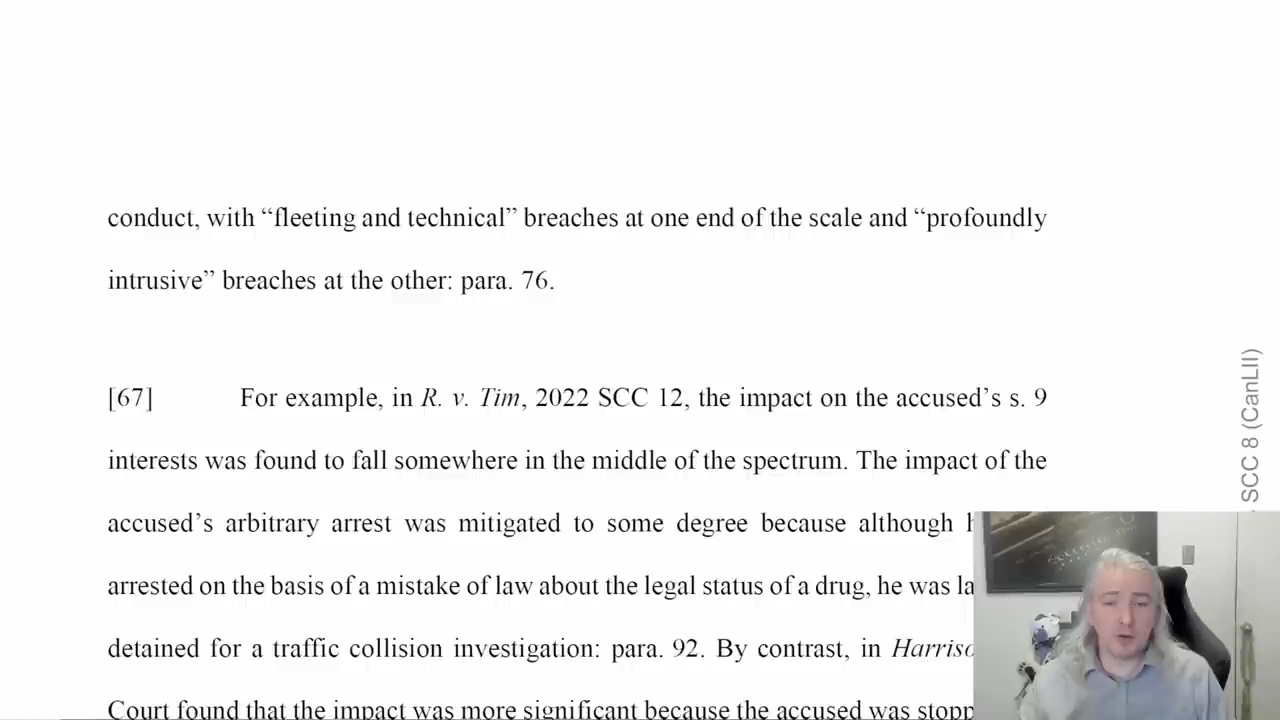 conduct, with “fleeting and technical” breaches at one end of the scale and “profoundly
intrusive” breaches at the other: para. 76.
[67] For example, in R. v. Tim, 2022 SCC 12, the impact on the accused’s s. 9
interests was found to fall somewhere in the middle of the spectrum. The impact of the
accused’s arbitrary arrest was mitigated to some degree because although
arrested on the basis of a mistake of law about the legal status of a drug, he was
detained for a traffic collision investigation: para. 92. By contrast, in
Court found that the impact was more significant because the accused was
SCC 8 (CanLII)